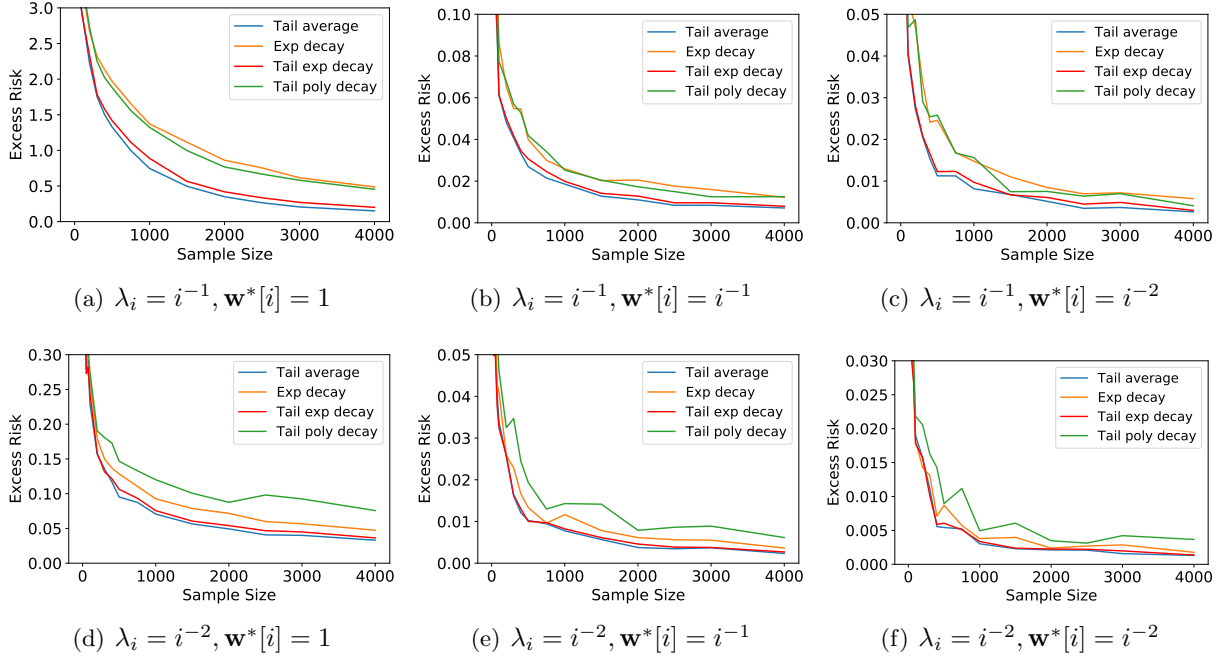 3.0
2.5
2.0
1.5
1.0
0.5
0.0
Excess Risk
Tail average
Exp decay
Tail exp decay
Tail poly decay
0 1000 2000 3000 4000
Sample Size
(a) λᵢ = i⁻¹, w*[i] = 1
0.10
0.08
0.06
0.04
0.02
0.00
Excess Risk
Tail average
Exp decay
Tail exp decay
Tail poly decay
0 1000 2000 3000 4000
Sample Size
(b) λᵢ = i⁻¹, w*[i] = i⁻¹
0.05
0.04
0.03
0.02
0.01
0.00
Excess Risk
Tail average
Exp decay
Tail exp decay
Tail poly decay
0 1000 2000 3000 4000
Sample Size
(c) λᵢ = i⁻¹, w*[i] = i⁻²
0.30
0.25
0.20
0.15
0.10
0.05
0.00
Excess Risk
Tail average
Exp decay
Tail exp decay
Tail poly decay
0 1000 2000 3000 4000
Sample Size
(d) λᵢ = i⁻², w*[i] = 1
0.05
0.04
0.03
0.02
0.01
0.00
Excess Risk
Tail average
Exp decay
Tail exp decay
Tail poly decay
0 1000 2000 3000 4000
Sample Size
(e) λᵢ = i⁻², w*[i] = i⁻¹
0.030
0.025
0.020
0.015
0.010
0.005
0.000
Excess Risk
Tail average
Exp decay
Tail exp decay
Tail poly decay
0 1000 2000 3000 4000
Sample Size
(f) λᵢ = i⁻², w*[i] = i⁻²